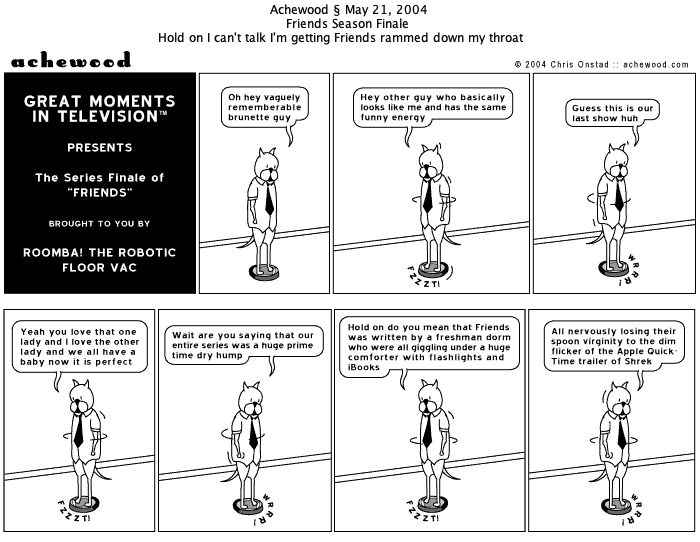 Achewood § May 21, 2004
Friends Season Finale
Hold on I can't talk I'm getting Friends rammed down my throat
achewood
© 2004 Chris Onstad :: achewood.com
GREAT MOMENTS
IN TELEVISION™
PRESENTS
The Series Finale of
"FRIENDS"
BROUGHT TO YOU BY
ROOMBA! THE ROBOTIC
FLOOR VAC
Oh hey vaguely
rememberable
brunette guy
Hey other guy who basically
looks like me and has the same
funny energy
FZZZT!
Guess this is our
last show huh
WRRR!
Yeah you love that one
lady and I love the other
lady and we all have a
baby now it is perfect
FZZZT!
Wait are you saying that our
entire series was a huge prime
time dry hump
WRRR!
Hold on do you mean that Friends
was written by a freshman dorm
who were all giggling under a huge
comforter with flashlights and
iBooks
FZZZT!
All nervously losing their
spoon virginity to the dim
flicker of the Apple Quick-
Time trailer of Shrek
WRRR!